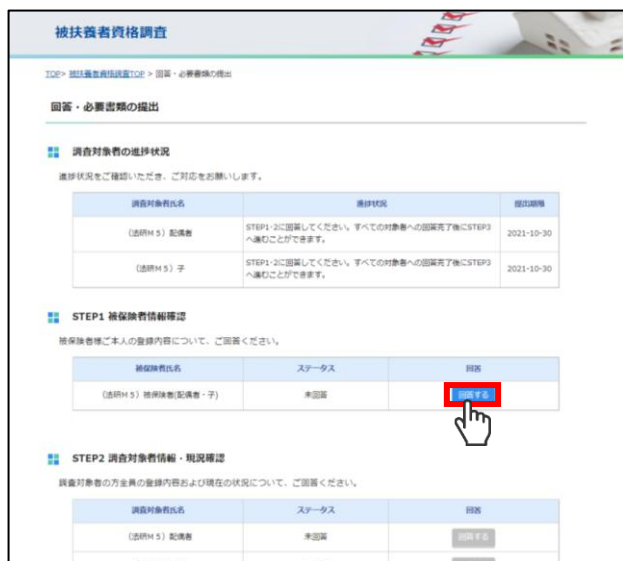 被扶養者資格調査
TOP> 被扶養者資格調査TOP > 回答・必要書類の提出
回答・必要書類の提出
調査対象者の進捗状況
進捗状況をご確認いただき、ご対応をお願いします。
調査対象者氏名 進捗状況 提出期限
(法研M5) 配偶者 STEP1-2に回答してください。すべての対象者への回答完了後にSTEP3へ進むことができます。 2021-10-30
(法研M5) 子 STEP1-2に回答してください。すべての対象者への回答完了後にSTEP3へ進むことができます。 2021-10-30
STEP1 被保険者情報確認
被保険者様ご本人の登録内容について、ご回答ください。
被保険者氏名 ステータス 回答
(法研M5) 被保険者(配偶者・子) 未回答 回答する
STEP2 調査対象者情報・現況確認
調査対象者の方全員の登録内容および現在の状況について、ご回答ください。
調査対象者氏名 ステータス 回答
(法研M5) 配偶者 未回答 回答する